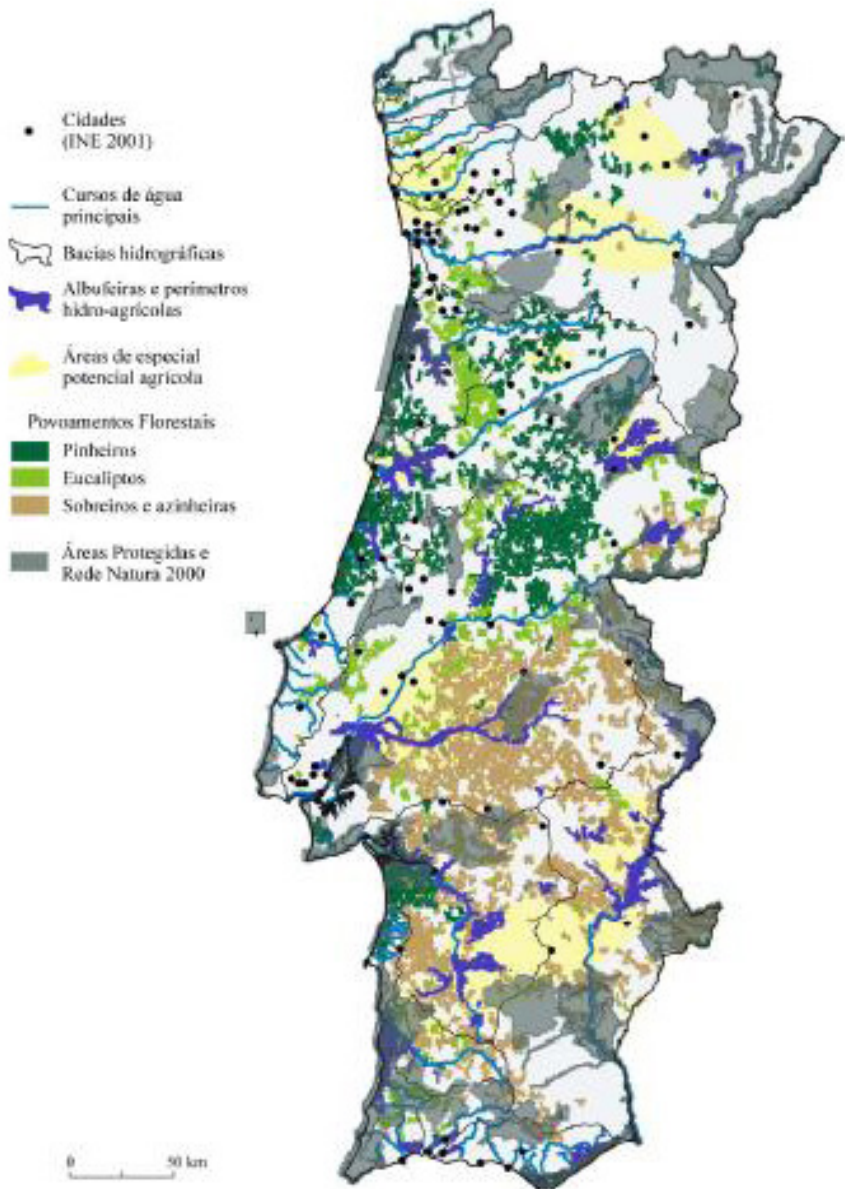 Cidades
(INE 2001)
Cursos de água
principais
Bacias hidrográficas
Albufeiras e perímetros
hidro-agrícolas
Áreas de especial
potencial agrícola
Povoamentos Florestais
Pinheiros
Eucaliptos
Sobreiros e azinheiras
Áreas Protegidas e
Rede Natura 2000
0 50 km